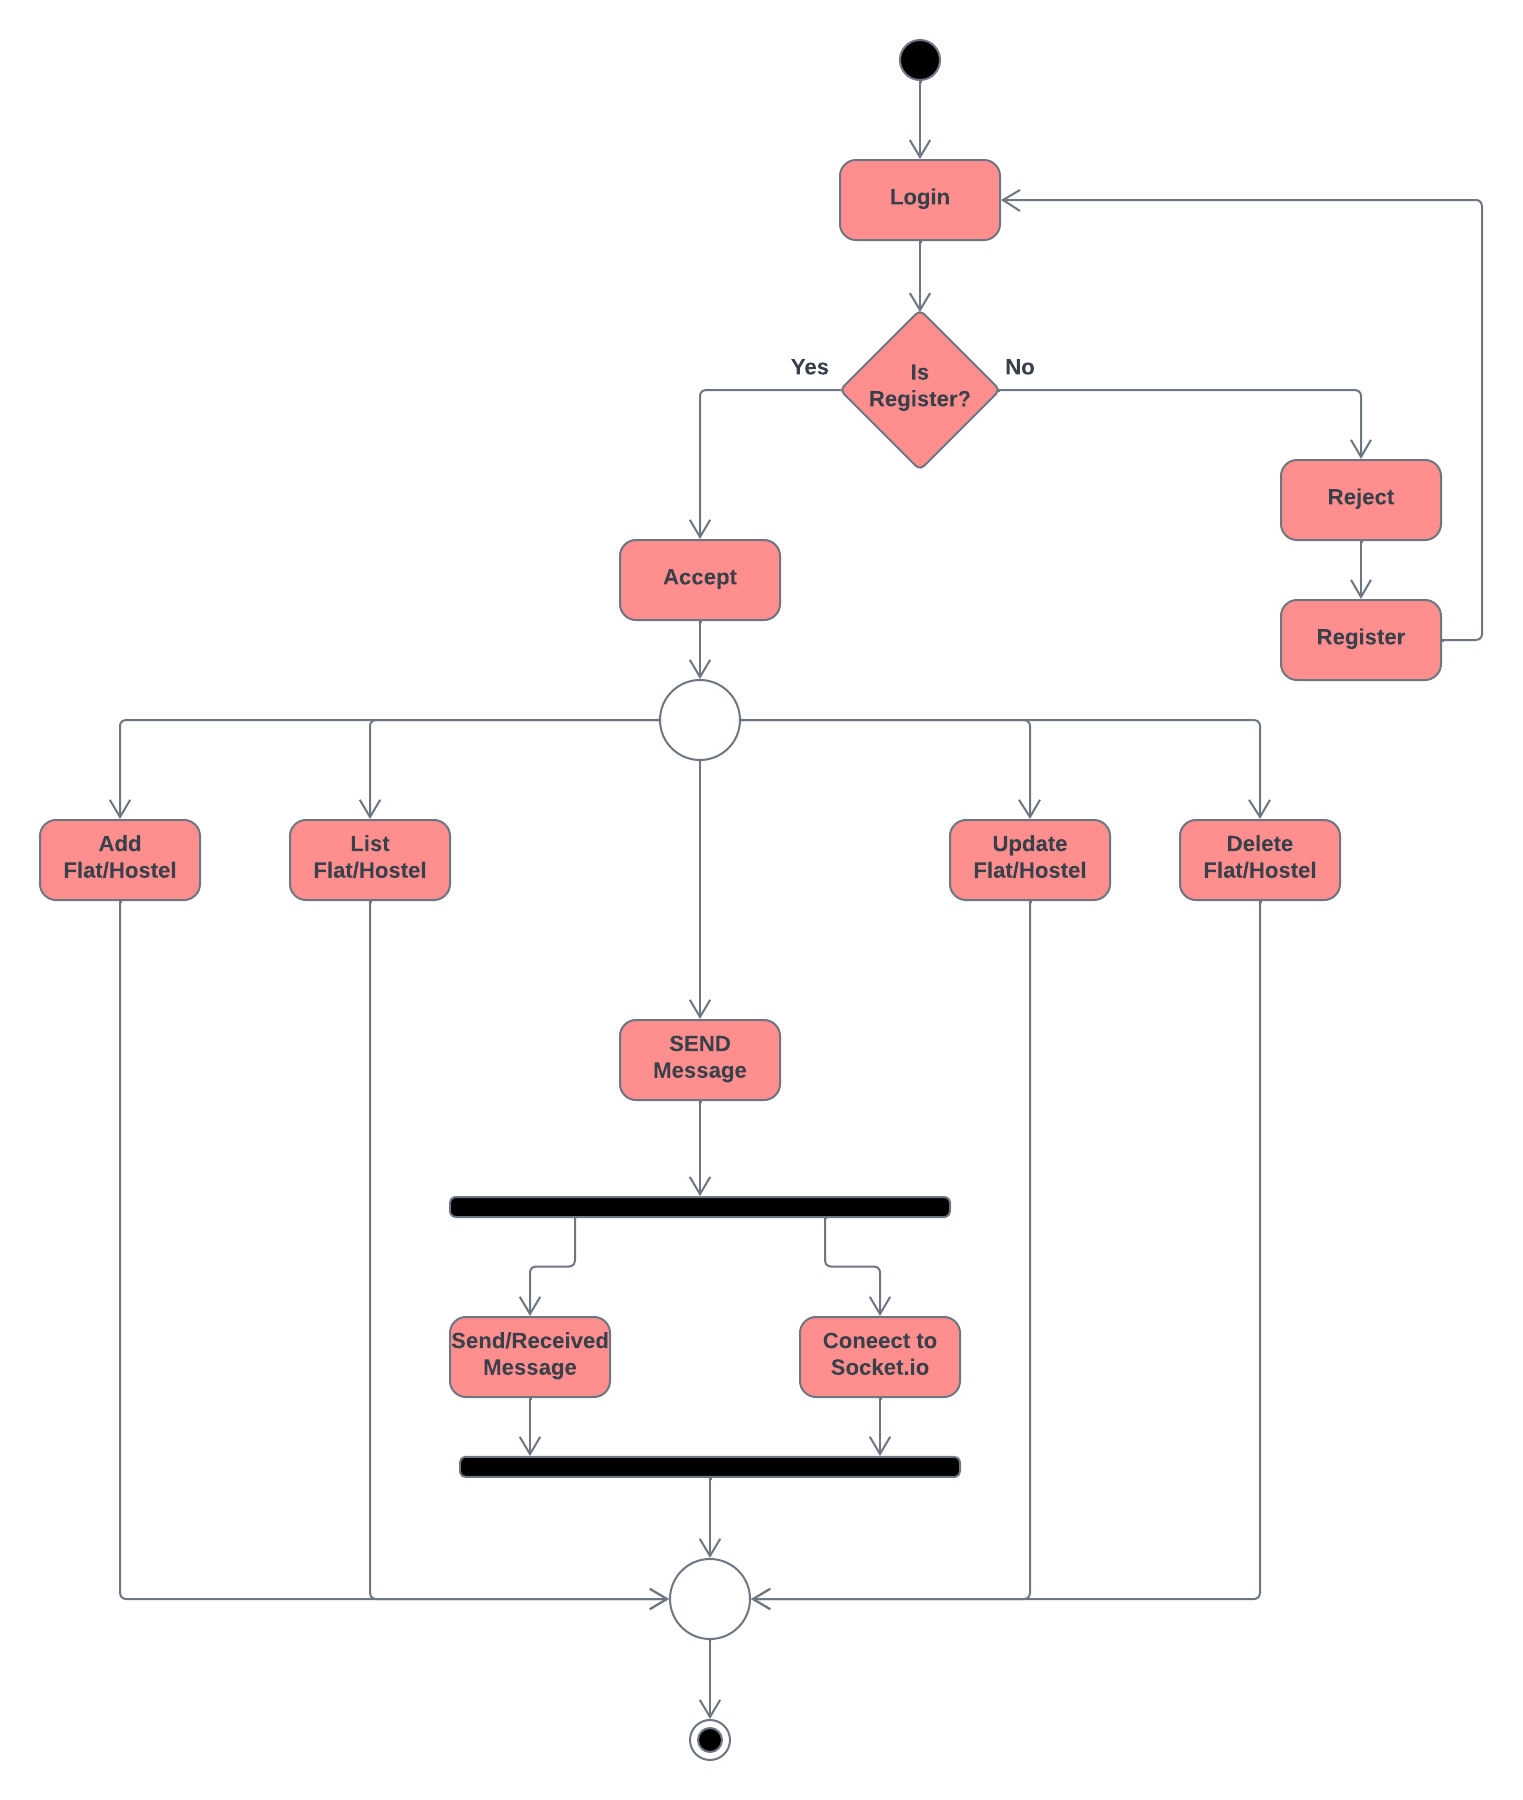 Login
Yes
Is
Register?
No
Reject
Accept
Register
Add
Flat/Hostel
List
Flat/Hostel
Update
Flat/Hostel
Delete
Flat/Hostel
SEND
Message
Send/Received
Message
Coneect to
Socket.io